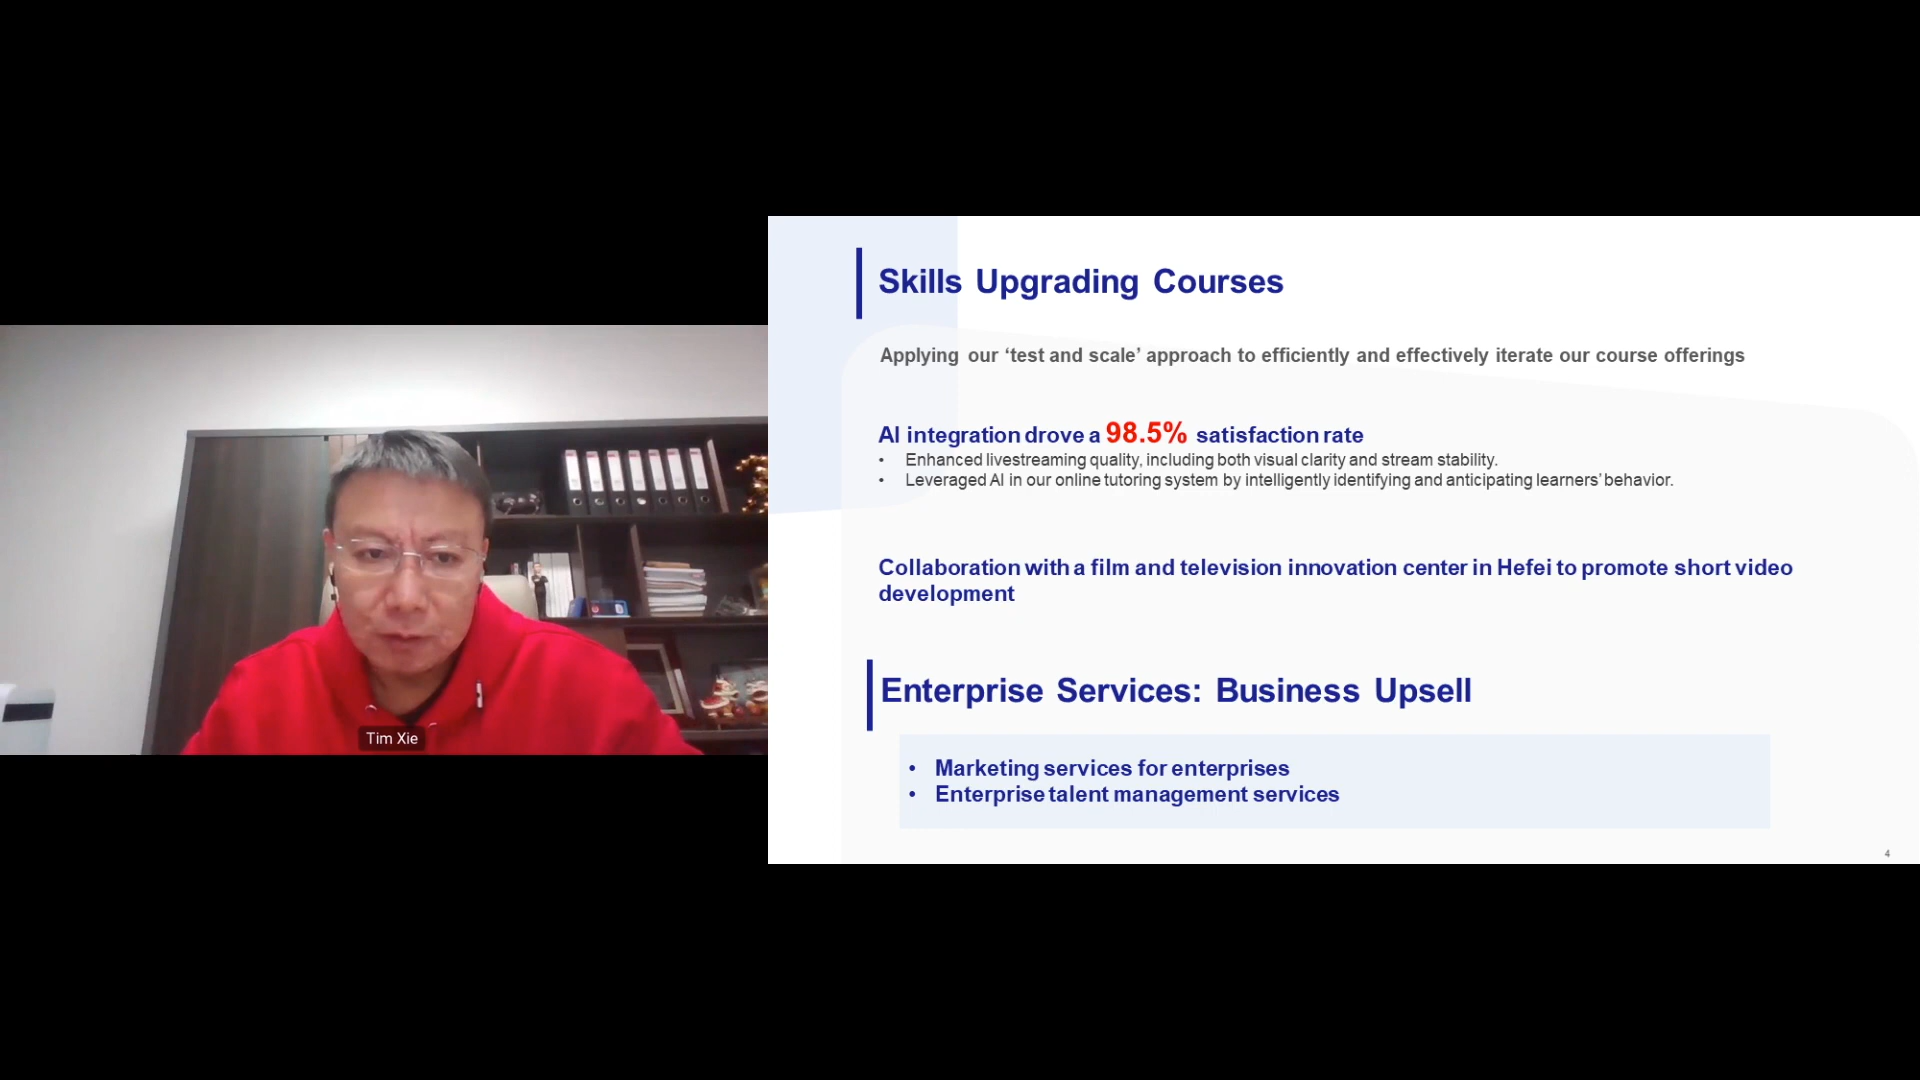 Skills Upgrading Courses
Applying our ‘test and scale’ approach to efficiently and effectively iterate our course offerings
AI integration drove a 98.5% satisfaction rate
• Enhanced livestreaming quality, including both visual clarity and stream stability.
• Leveraged AI in our online tutoring system by intelligently identifying and anticipating learners’ behavior.
Collaboration with a film and television innovation center in Hefei to promote short video
development
Enterprise Services: Business Upsell
• Marketing services for enterprises
• Enterprise talent management services
4
Tim Xie